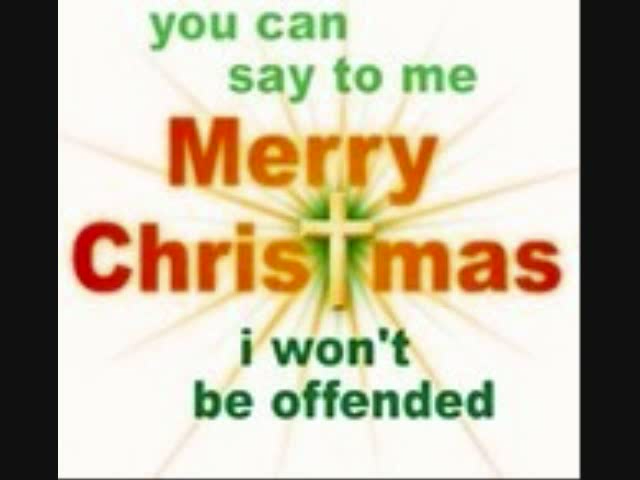 you can
say to me
Merry
Christmas
i won't
be offended